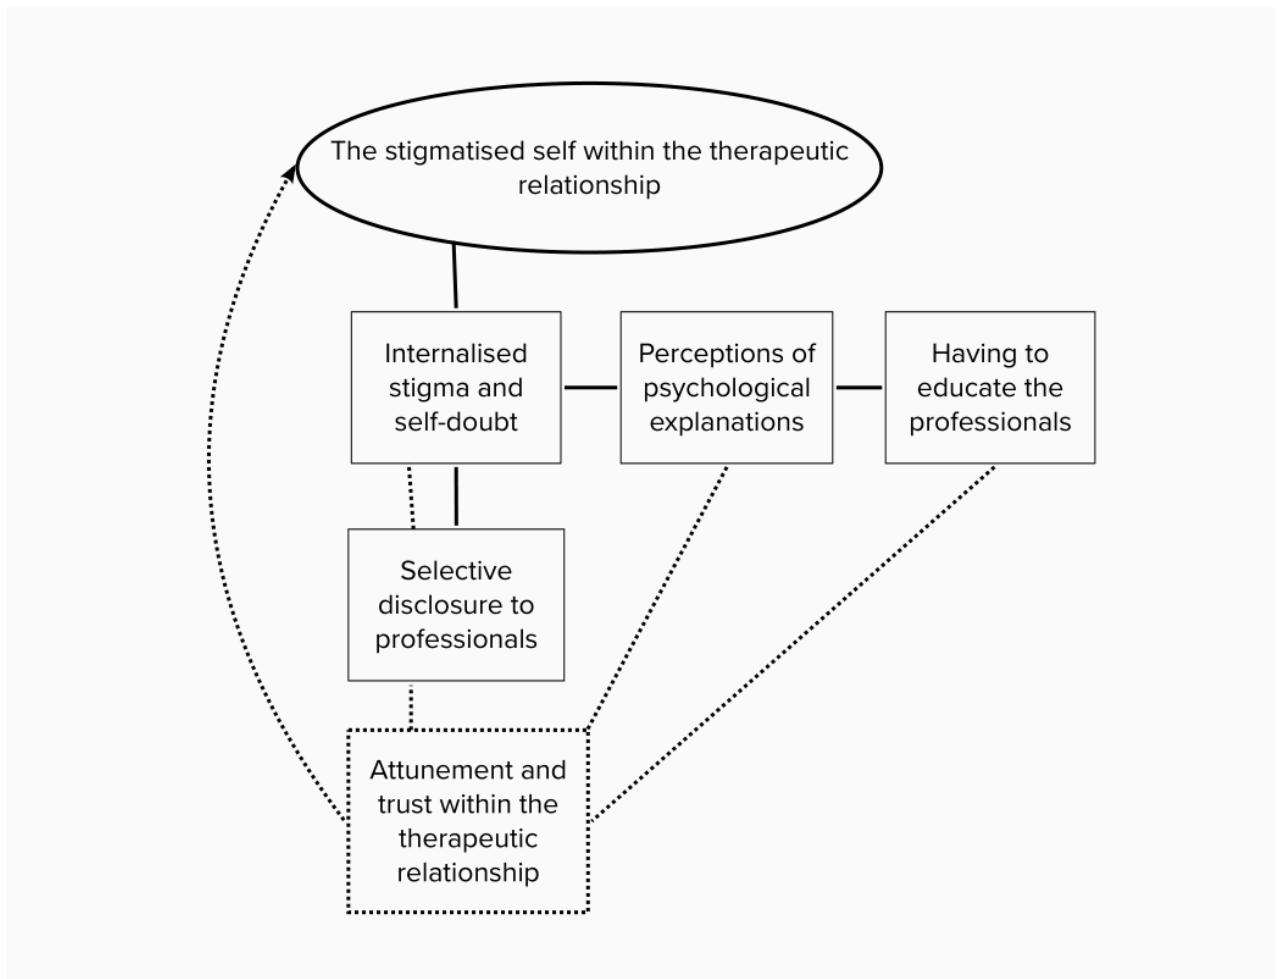 The stigmatised self within the therapeutic
relationship
Internalised
stigma and
self-doubt
Perceptions of
psychological
explanations
Having to
educate the
professionals
Selective
disclosure to
professionals
Attunement and
trust within the
therapeutic
relationship